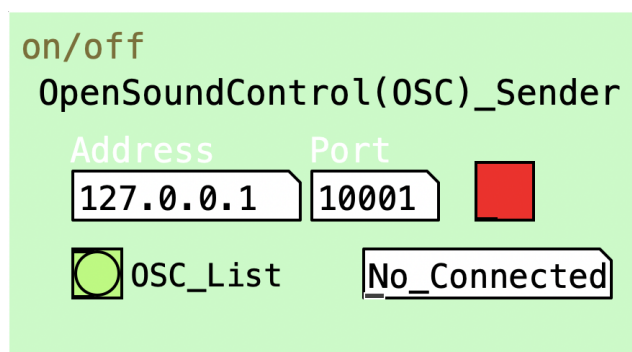 on/off
OpenSoundControl(OSC)_Sender
Address Port
127.0.0.1 10001
OSC_List No_Connected